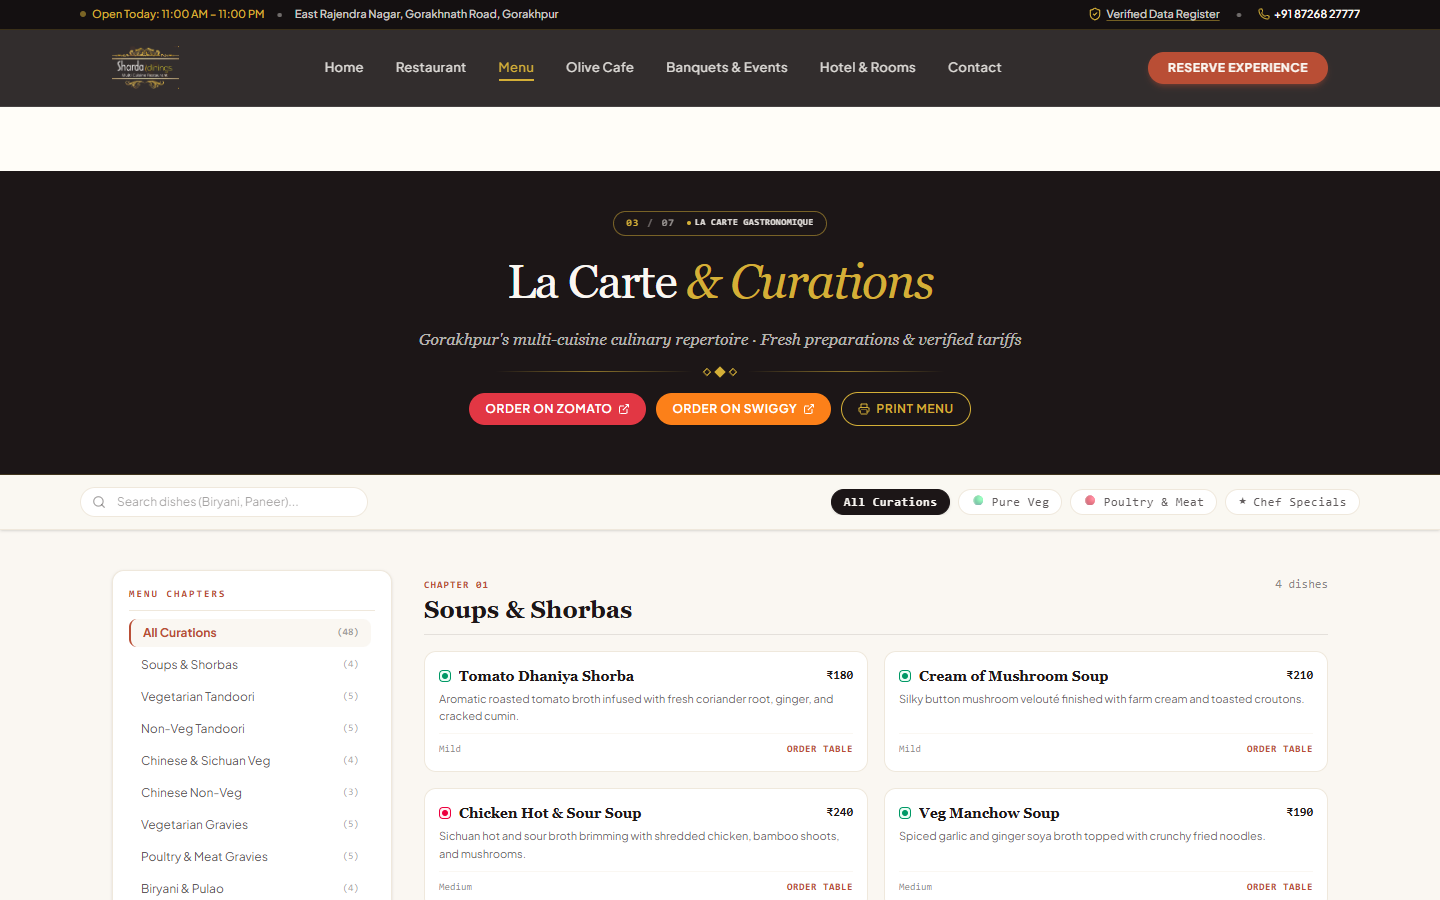 Open Today: 11:00 AM – 11:00 PM
East Rajendra Nagar, Gorakhnath Road, Gorakhpur
Verified Data Register
+91 87268 27777
Sharda
Multi Cuisine Restaurant
Home
Restaurant
Menu
Olive Cafe
Banquets & Events
Hotel & Rooms
Contact
RESERVE EXPERIENCE
03 / 07 • LA CARTE GASTRONOMIQUE
La Carte & Curations
Gorakhpur's multi-cuisine culinary repertoire · Fresh preparations & verified tariffs
ORDER ON ZOMATO
ORDER ON SWIGGY
PRINT MENU
Search dishes (Biryani, Paneer)...
All Curations
Pure Veg
Poultry & Meat
★ Chef Specials
MENU CHAPTERS
All Curations (48)
Soups & Shorbas (4)
Vegetarian Tandoori (5)
Non-Veg Tandoori (5)
Chinese & Sichuan Veg (4)
Chinese Non-Veg (3)
Vegetarian Gravies (5)
Poultry & Meat Gravies (5)
Biryani & Pulao (4)
CHAPTER 01
4 dishes
Soups & Shorbas
Tomato Dhaniya Shorba ₹180
Aromatic roasted tomato broth infused with fresh coriander root, ginger, and
cracked cumin.
Mild ORDER TABLE
Cream of Mushroom Soup ₹210
Silky button mushroom velouté finished with farm cream and toasted croutons.
Mild ORDER TABLE
Chicken Hot & Sour Soup ₹240
Sichuan hot and sour broth brimming with shredded chicken, bamboo shoots,
and mushrooms.
Medium ORDER TABLE
Veg Manchow Soup ₹190
Spiced garlic and ginger soya broth topped with crunchy fried noodles.
Medium ORDER TABLE